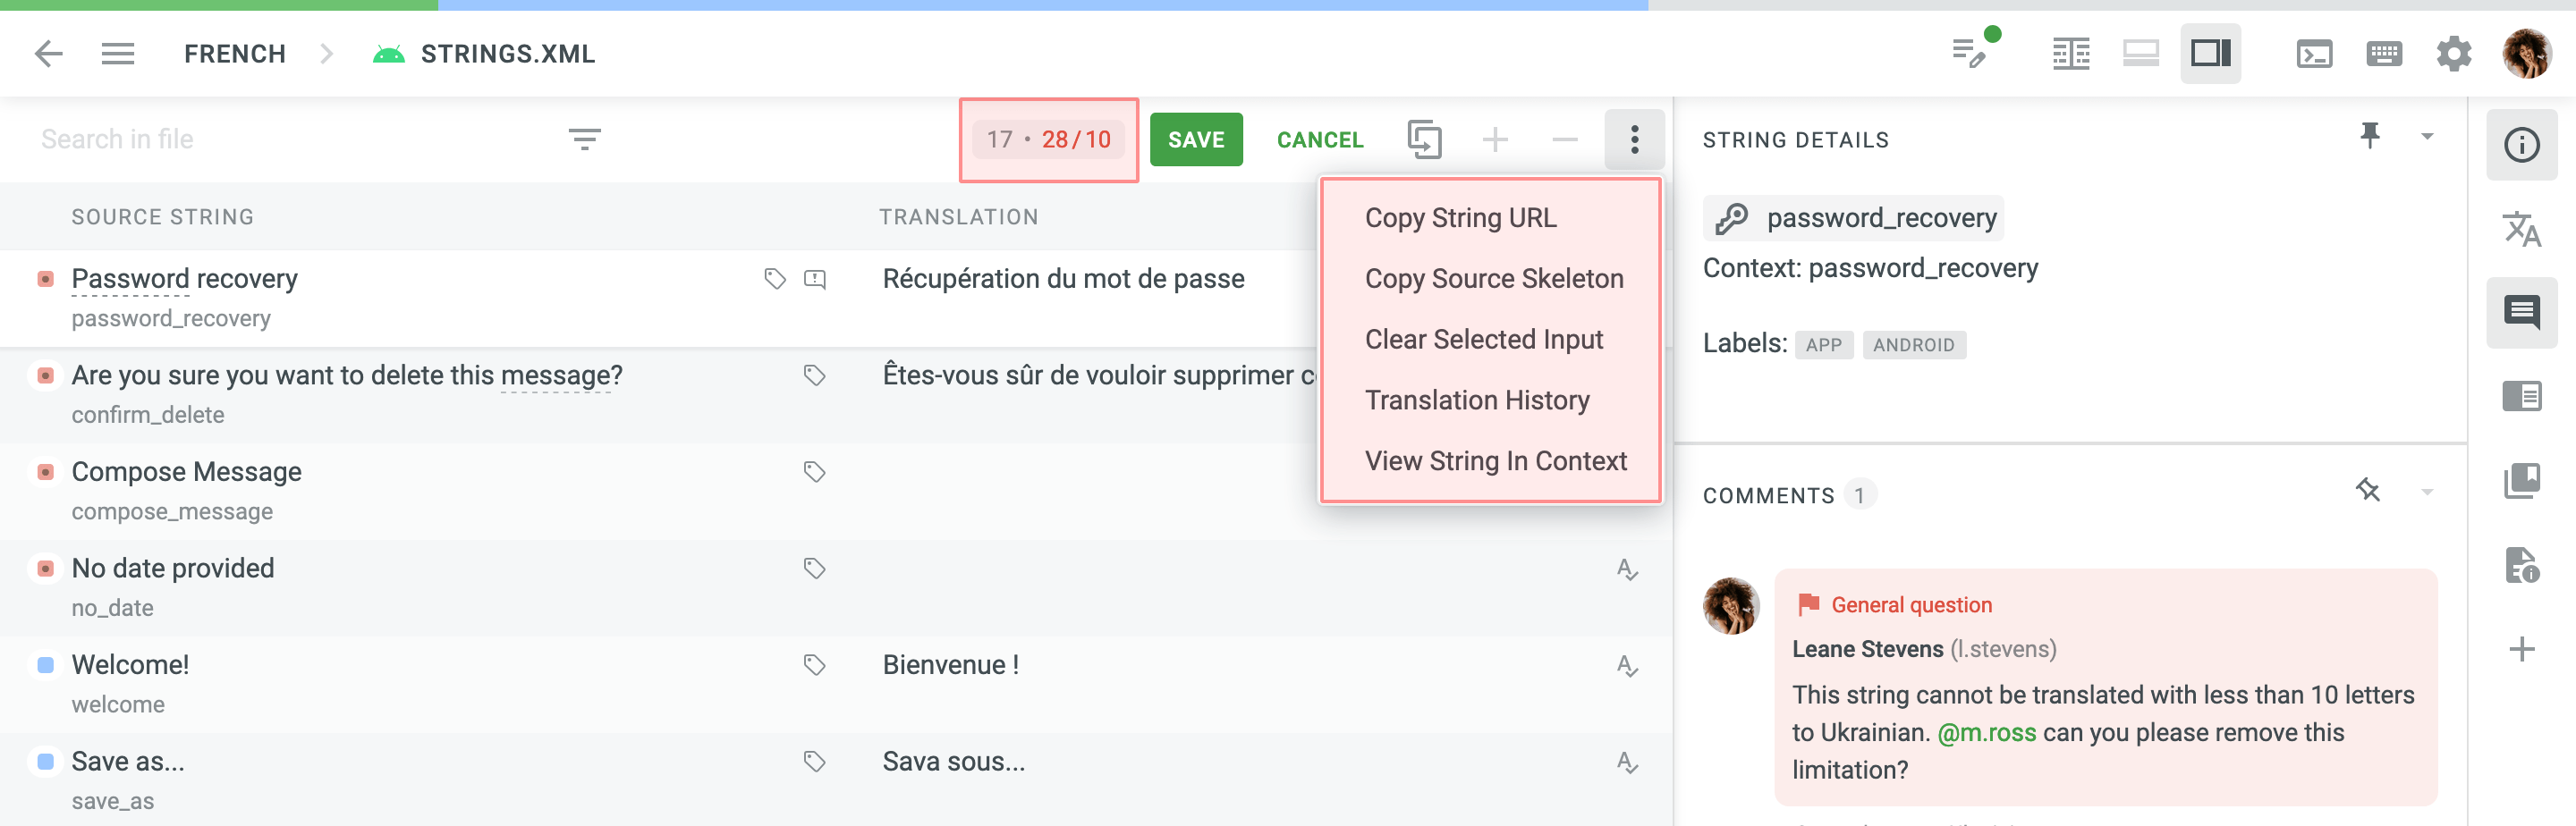 FRENCH
STRINGS.XML
Search in file
17 • 28/10
SAVE
CANCEL
SOURCE STRING
TRANSLATION
Password recovery
password_recovery
Récupération du mot de passe
Are you sure you want to delete this message?
confirm_delete
Êtes-vous sûr de vouloir supprimer
Compose Message
compose_message
No date provided
no_date
Welcome!
welcome
Bienvenue !
Save as...
save_as
Sava sous...
Copy String URL
Copy Source Skeleton
Clear Selected Input
Translation History
View String In Context
STRING DETAILS
password_recovery
Context: password_recovery
Labels: APP ANDROID
COMMENTS 1
General question
Leane Stevens (l.stevens)
This string cannot be translated with less than 10 letters
to Ukrainian. @m.ross can you please remove this
limitation?